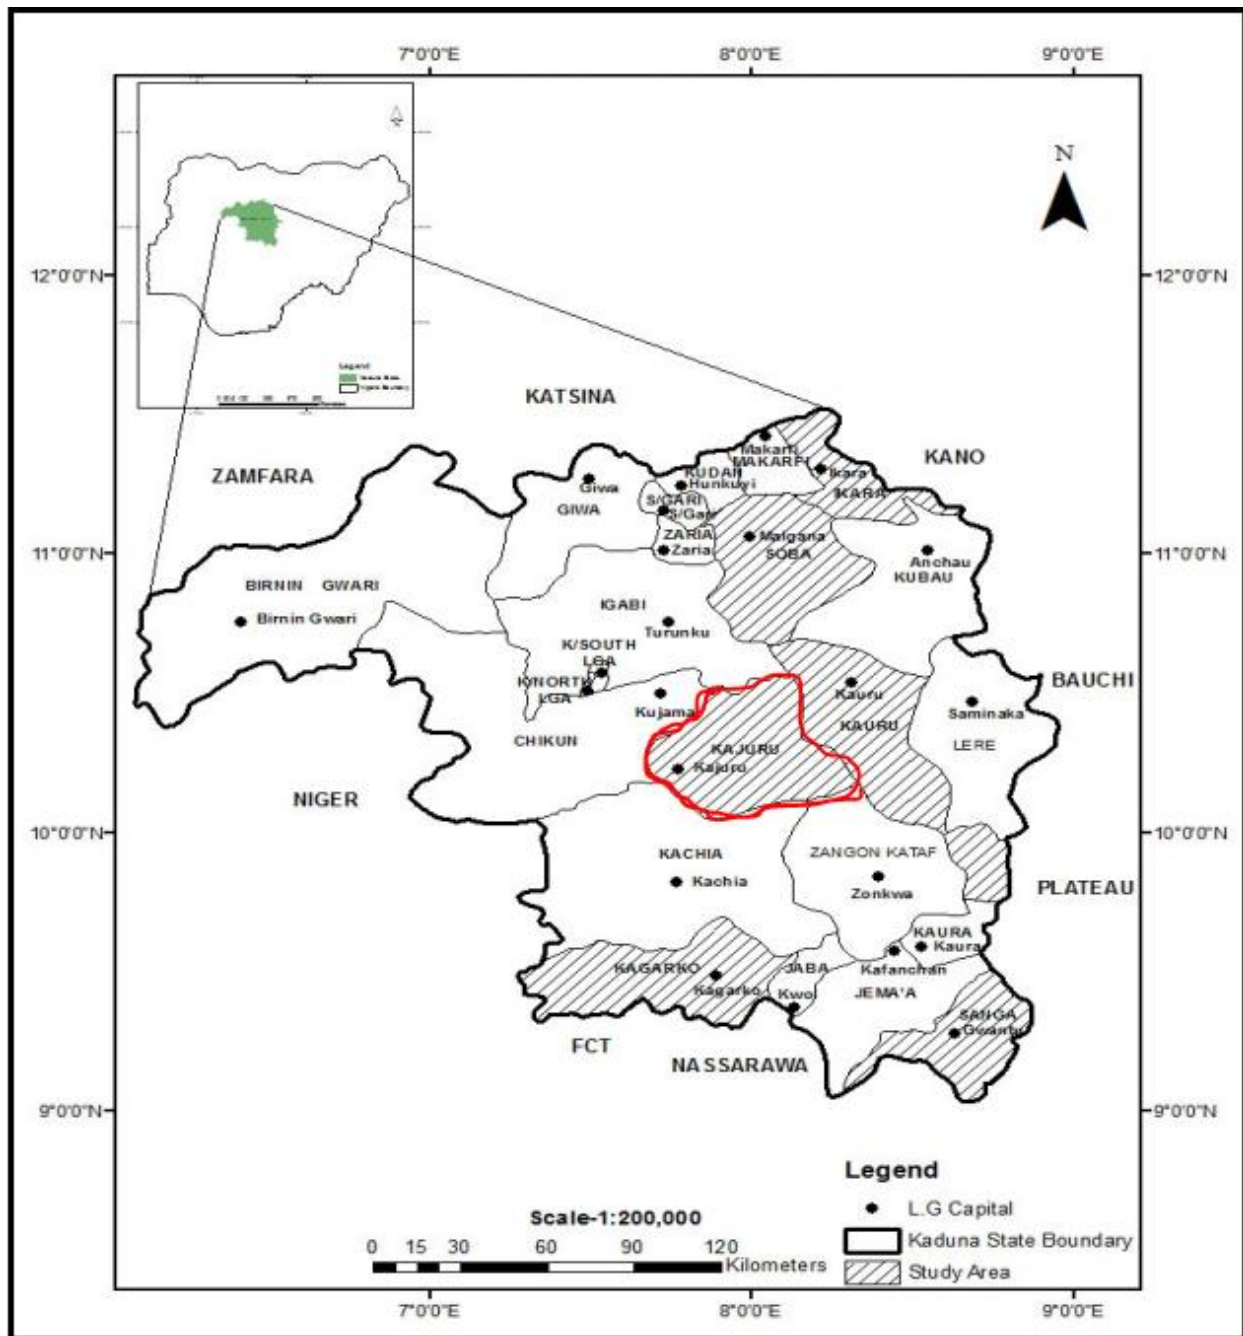 7°0'0"E
8°0'0"E
9°0'0"E
N
12°0'0"N
12°0'0"N
Legend
KATSINA
ZAMFARA
KANO
Makarfi
MAKARFI
KUDAN
Hunkuyi
Ikara
IKARA
Giwa
GIWA
S/GARI
S/Gari
ZARIA
Zaria
Maigana
SOBA
11°0'0"N
11°0'0"N
Anchau
KUBAU
BIRNIN GWARI
Birnin Gwari
IGABI
Turunku
K/SOUTH
LGA
K/NORTH
LGA
Kujama
CHIKUN
Kauru
KAURU
BAUCHI
Saminaka
LERE
KAJURU
Kajuru
NIGER
10°0'0"N
10°0'0"N
KACHIA
Kachia
ZANGON KATAF
Zonkwa
PLATEAU
KAURA
Kaura
Kafanchan
JABA
Kwoi
JEMA'A
KAGARKO
Kagarko
SANGA
Gwantu
FCT
NASSARAWA
9°0'0"N
9°0'0"N
Legend
L.G Capital
Kaduna State Boundary
Study Area
Scale-1:200,000
0 15 30 60 90 120
Kilometers
7°0'0"E
8°0'0"E
9°0'0"E